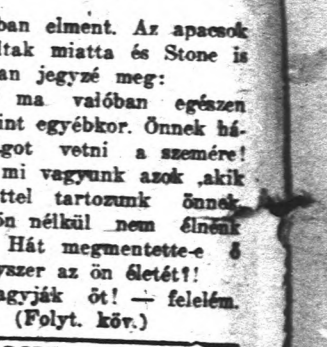 ban elment. Az apacsok
ltak miatta és Stone is
an jegyzé meg:
ma valóban egészen
int egyébkor. Önnek há-
got vetni a szemére!
mi vagyunk azok ,akik
ttel tartozunk önnek,
ön nélkül nem élnénk
Hát megmentette-e ő
yszer az ön életét?!
agyják őt! — felelém.
(Folyt. köv.)